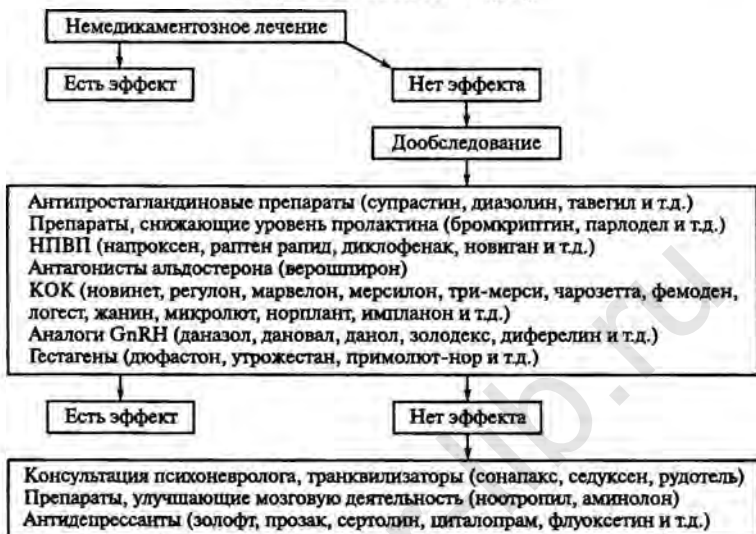 Немедикаментозное лечение
Есть эффект
Нет эффекта
Дообследование
Антипростагландиновые препараты (супрастин, диазолин, тавегил и т.д.)
Препараты, снижающие уровень пролактина (бромкриптин, парлодел и т.д.)
НПВП (напроксен, раптен рапид, диклофенак, новиган и т.д.)
Антагонисты альдостерона (верошпирон)
КОК (новинет, регулон, марвелон, мерсилон, три-мерси, чарозетта, фемоден,
логест, жанин, микролют, норплант, импланон и т.д.)
Аналоги GnRH (даназол, дановал, данол, золодекс, диферелин и т.д.)
Гестагены (дюфастон, утрожестан, примолют-нор и т.д.)
Есть эффект
Нет эффекта
Консультация психоневролога, транквилизаторы (сонапакс, седуксен, рудотель)
Препараты, улучшающие мозговую деятельность (ноотропил, аминолон)
Антидепрессанты (золофт, прозак, сертолин, циталопрам, флуоксетин и т.д.)